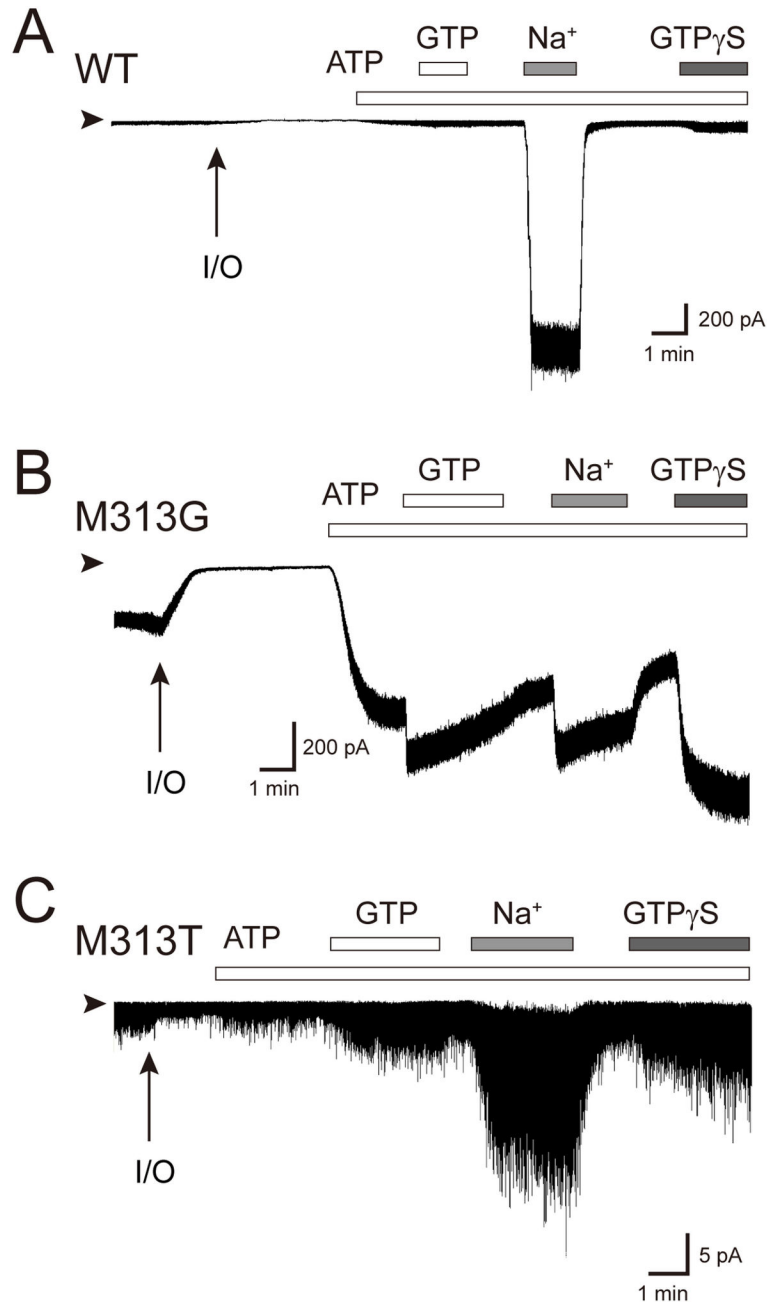 A
WT
ATP
GTP
Na⁺
GTPγS
I/O
200 pA
1 min
B
M313G
ATP
GTP
Na⁺
GTPγS
I/O
200 pA
1 min
C
M313T
ATP
GTP
Na⁺
GTPγS
I/O
5 pA
1 min